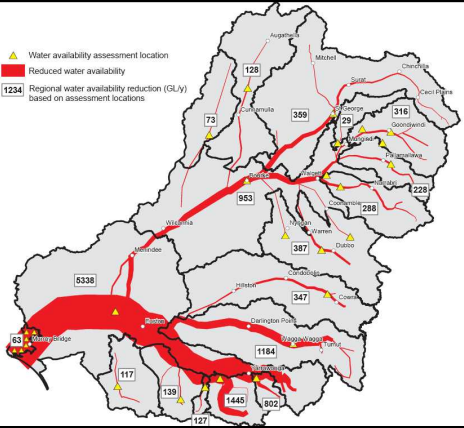 Augathella
Water availability assessment location
Mitchell
Reduced water availability
128
Chinchilla
Surat
1234
Regional water availability reduction (GL/y)
based on assessment locations
Cecil Plains
Cunnamulla
359
St George
316
73
29
Goondiwindi
Mungindi
Pallamallawa
Bourke
Walgett
228
Narrabri
953
288
Coonamble
Wilcannia
Nyngan
Warren
387
Dubbo
Menindee
5338
Condobolin
Hillston
347
Cowra
Darlington Point
63
Murray Bridge
Euston
Wagga Wagga
1184
Tumut
117
139
Yarrawonga
1445
802
127